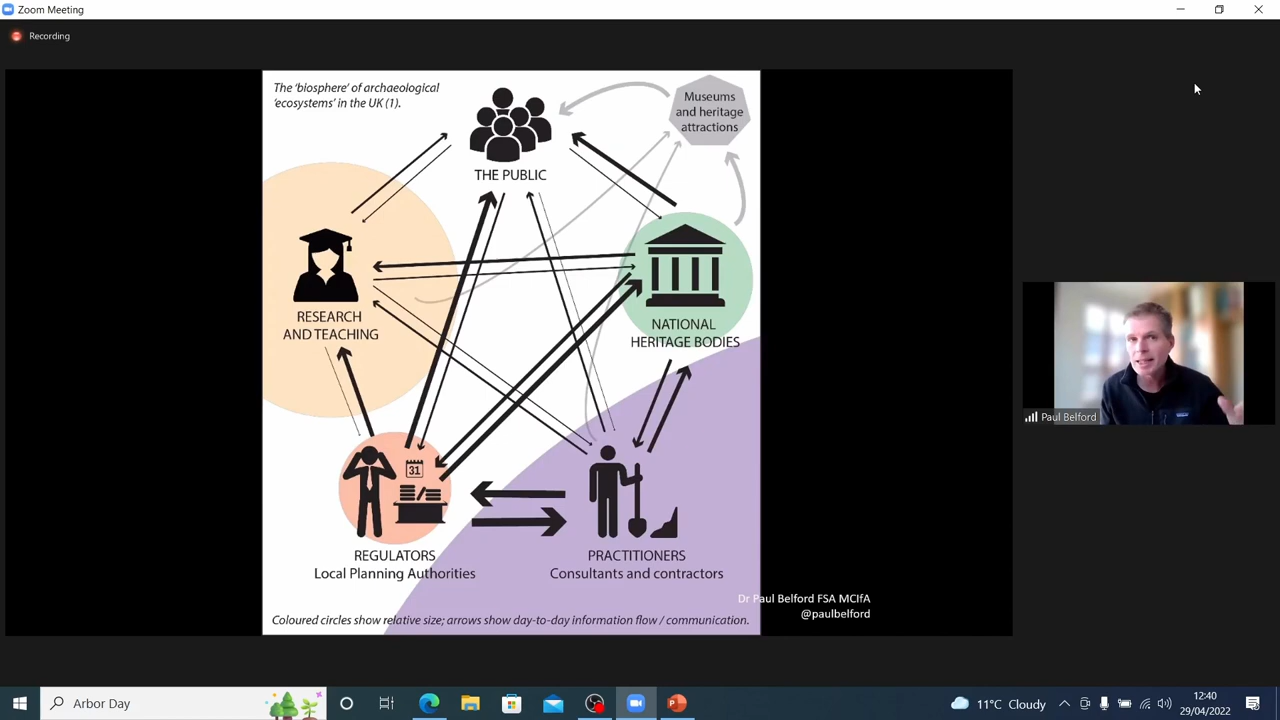 Zoom Meeting
Recording
The ‘biosphere’ of archaeological
‘ecosystems’ in the UK (1).
Museums
and heritage
attractions
THE PUBLIC
RESEARCH
AND TEACHING
NATIONAL
HERITAGE BODIES
31
REGULATORS
Local Planning Authorities
PRACTITIONERS
Consultants and contractors
Dr Paul Belford FSA MCIfA
@paulbelford
Coloured circles show relative size; arrows show day-to-day information flow / communication.
Paul Belford
Arbor Day
11°C Cloudy
12:40
29/04/2022